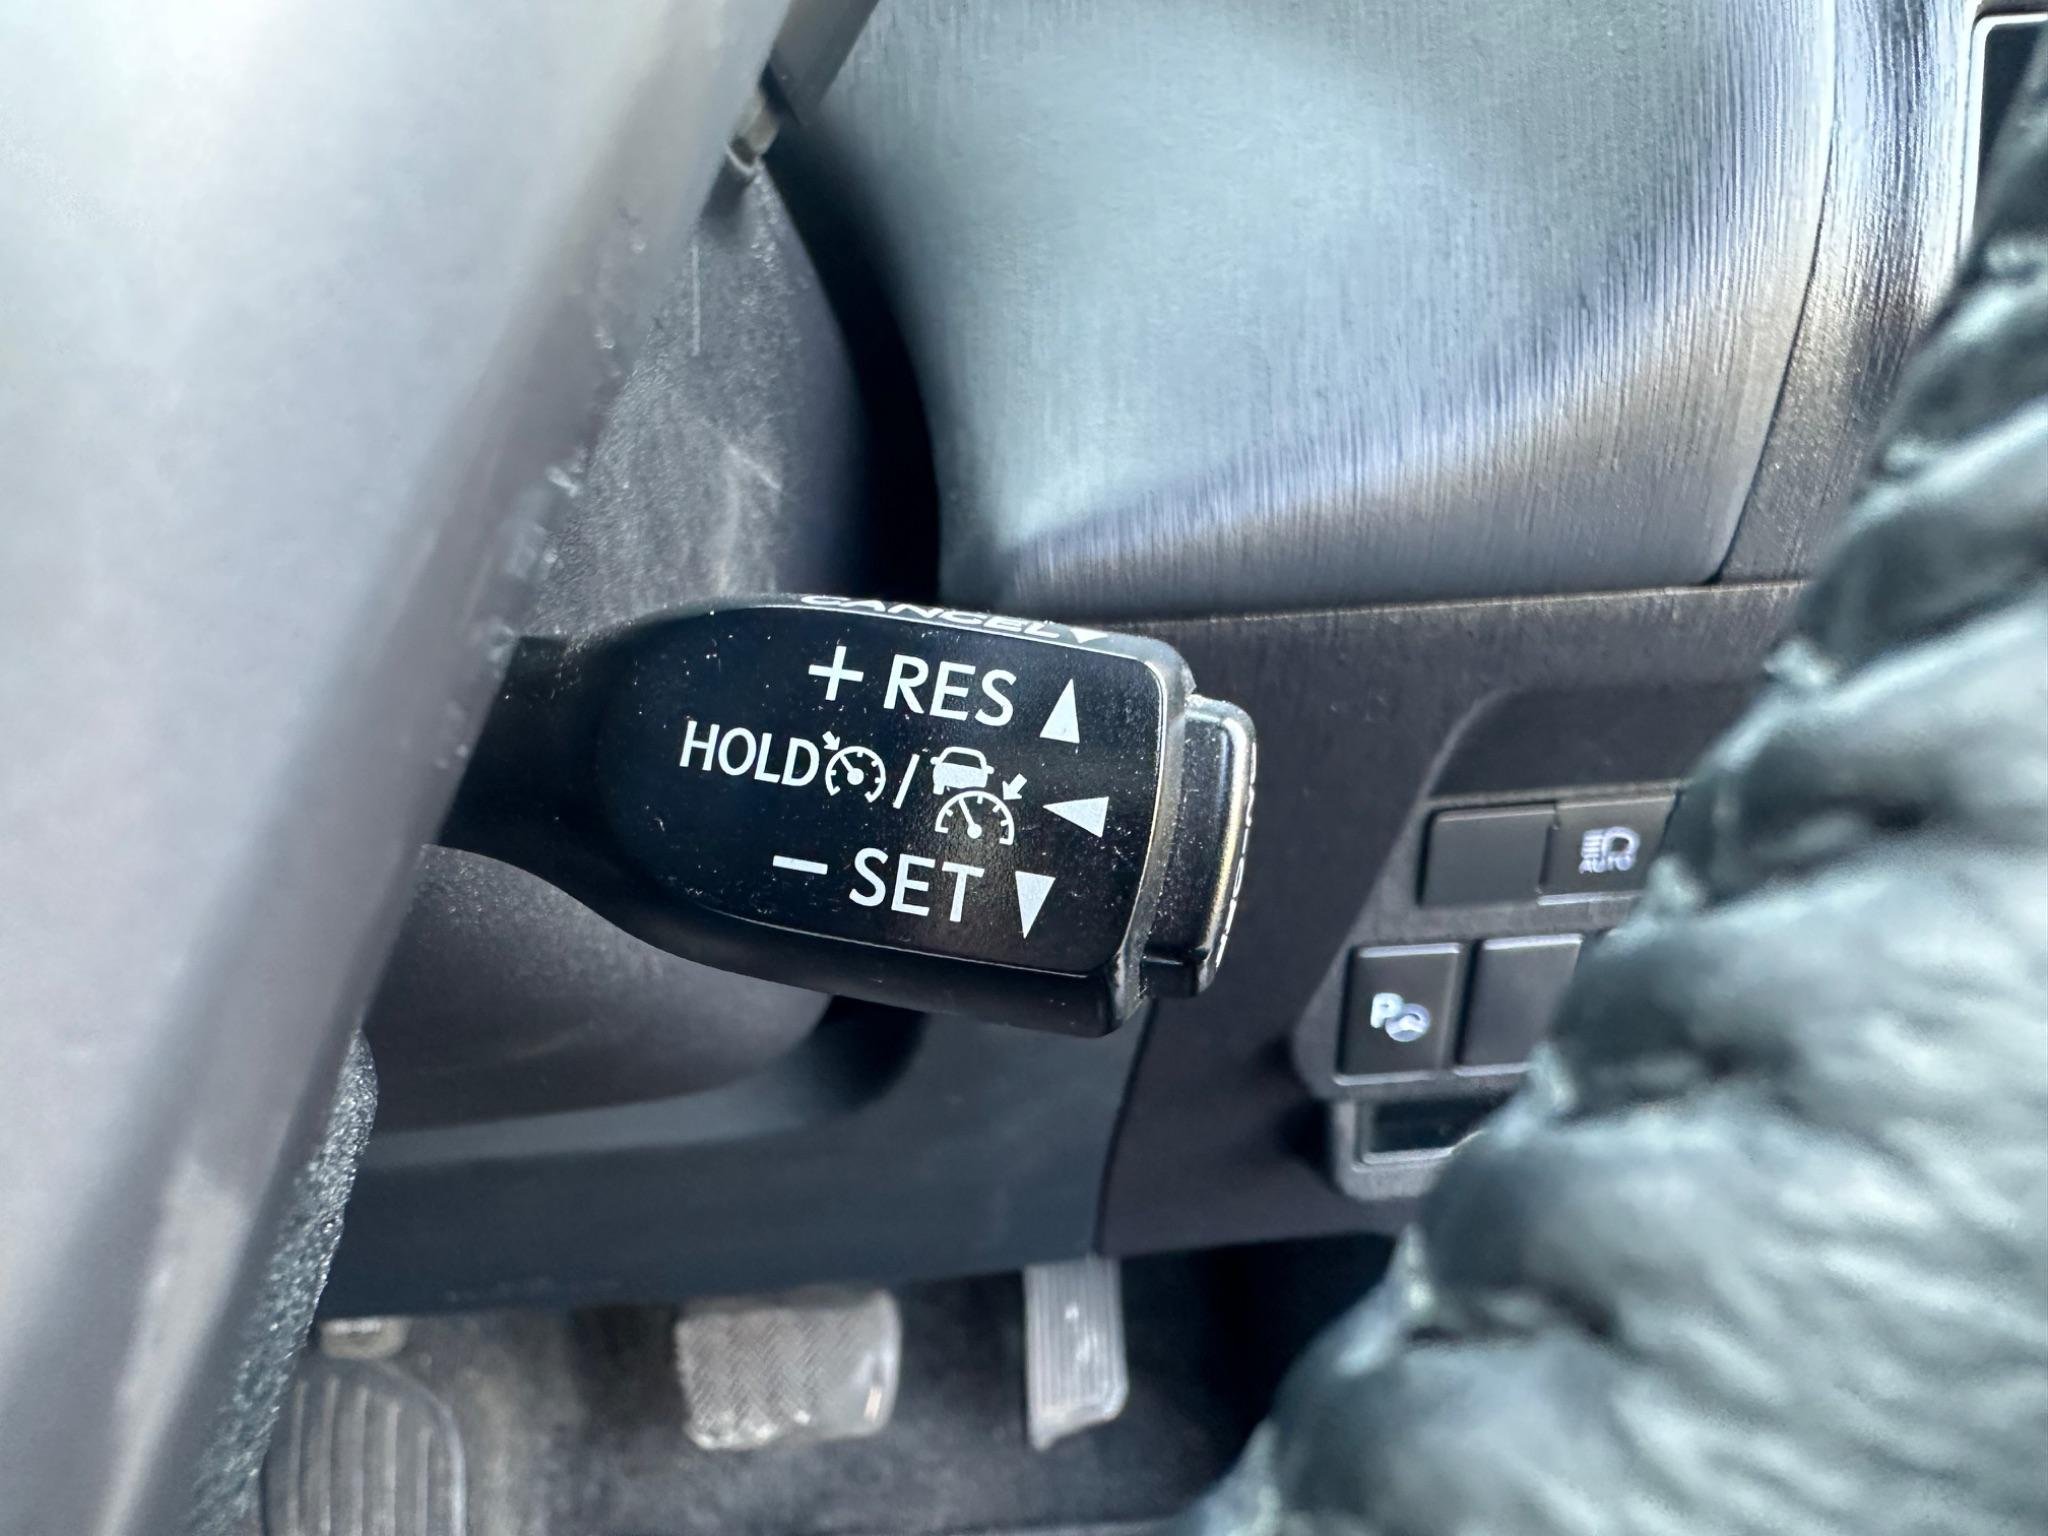 CANCEL▼
+ RES ▲
HOLD / ◀
− SET ▼
AUTO
P